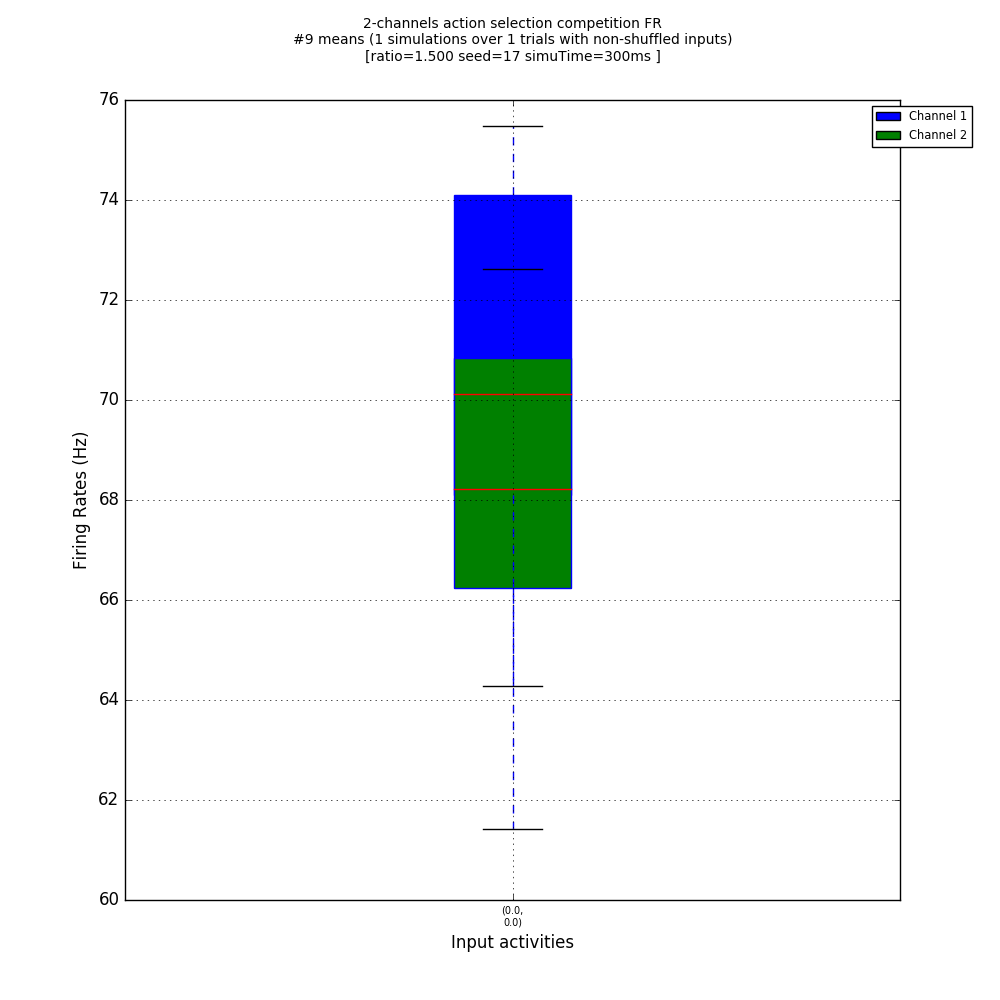 2-channels action selection competition FR
#9 means (1 simulations over 1 trials with non-shuffled inputs)
[ratio=1.500 seed=17 simuTime=300ms ]
Channel 1
Channel 2
76
74
72
70
68
66
64
62
60
Firing Rates (Hz)
(0.0,
0.0)
Input activities